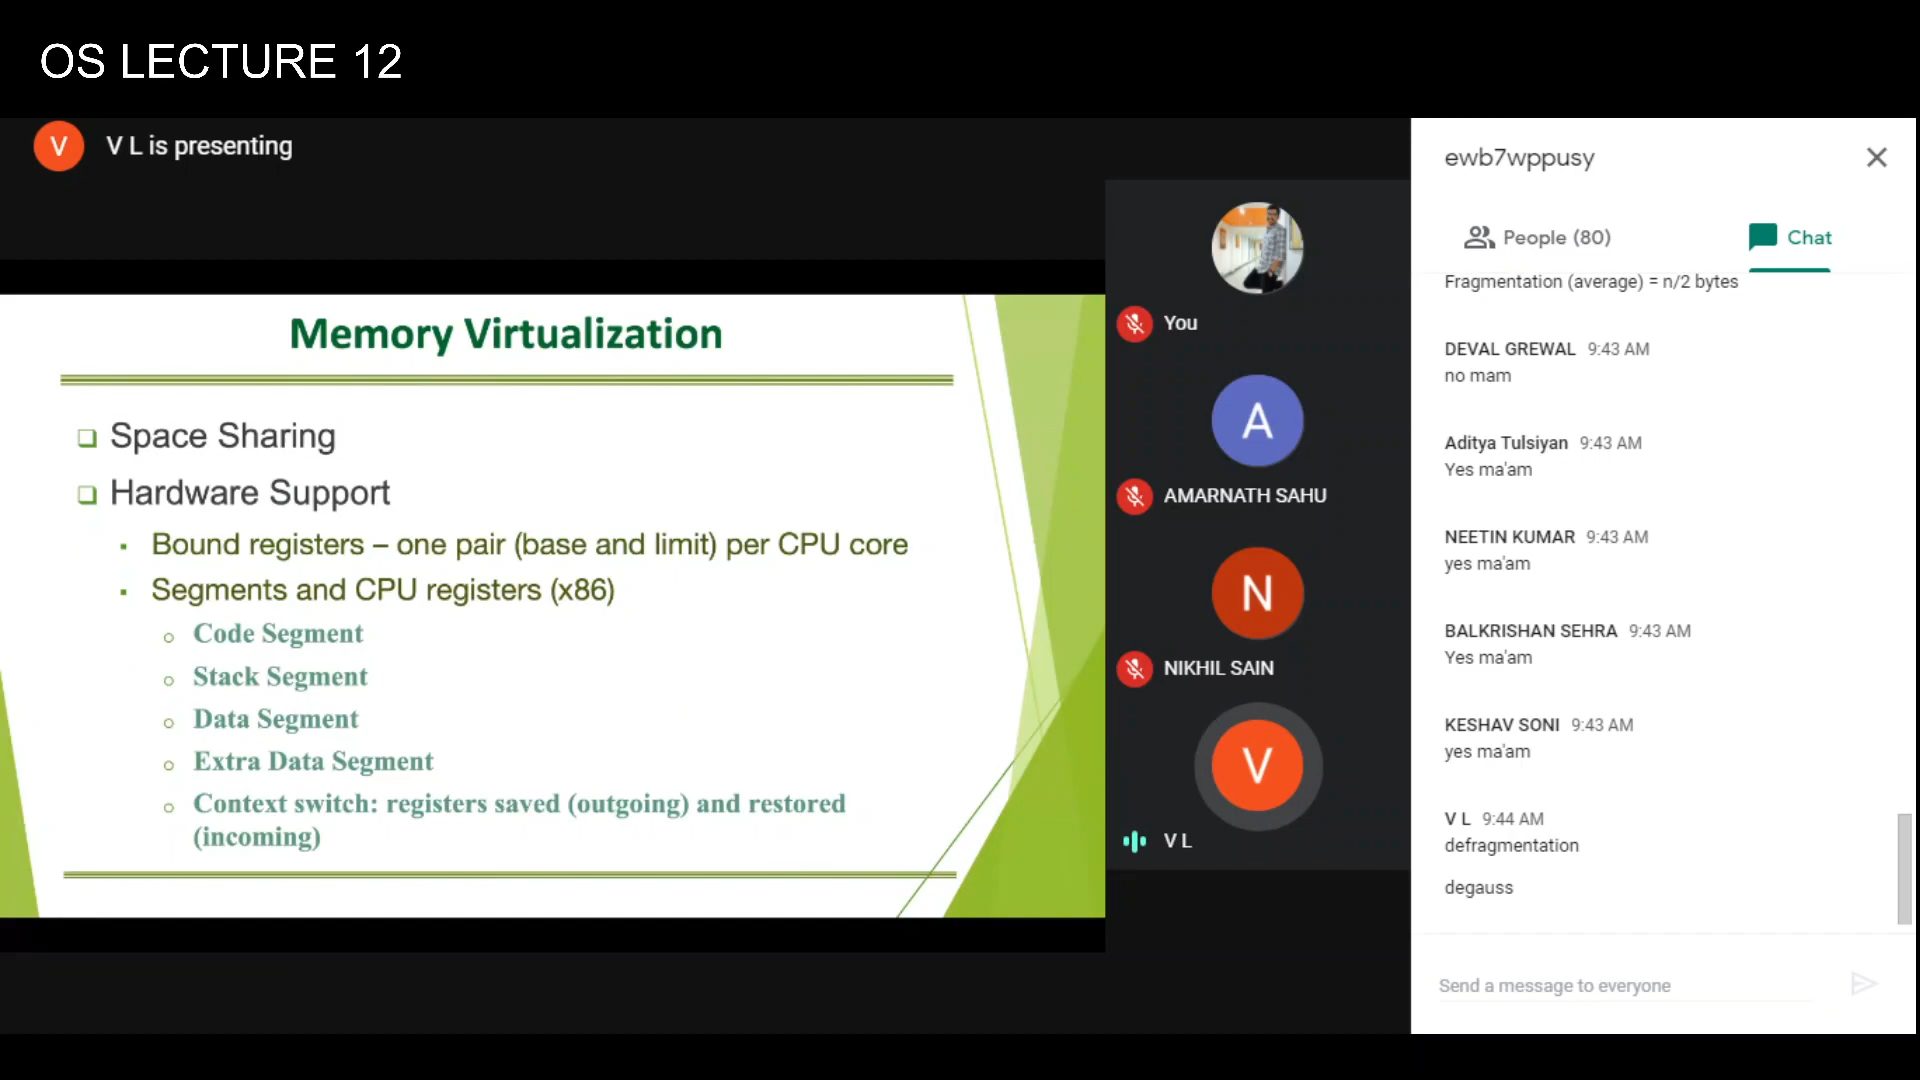 OS LECTURE 12
V
V L is presenting
Memory Virtualization
Space Sharing
Hardware Support
Bound registers – one pair (base and limit) per CPU core
Segments and CPU registers (x86)
Code Segment
Stack Segment
Data Segment
Extra Data Segment
Context switch: registers saved (outgoing) and restored
(incoming)
You
A
AMARNATH SAHU
N
NIKHIL SAIN
V
V L
ewb7wppusy
People (80)
Chat
Fragmentation (average) = n/2 bytes
DEVAL GREWAL 9:43 AM
no mam
Aditya Tulsiyan 9:43 AM
Yes ma'am
NEETIN KUMAR 9:43 AM
yes ma'am
BALKRISHAN SEHRA 9:43 AM
Yes ma'am
KESHAV SONI 9:43 AM
yes ma'am
V L 9:44 AM
defragmentation
degauss
Send a message to everyone